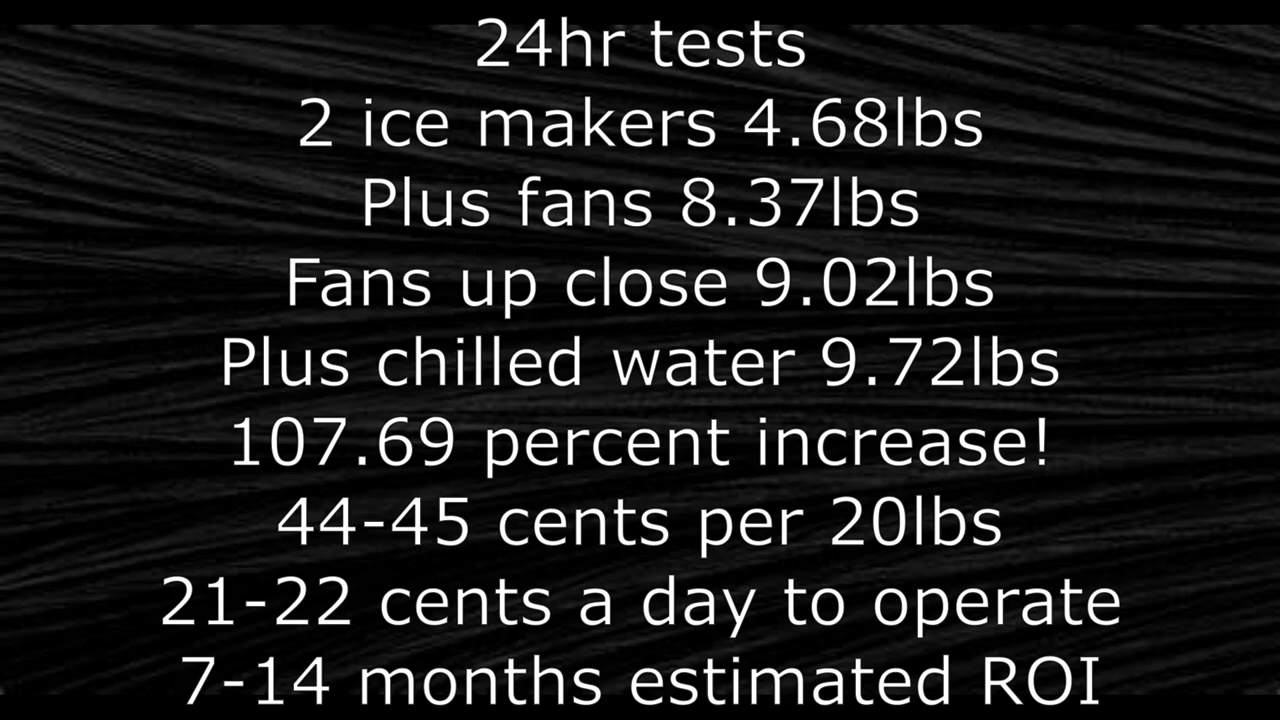 24hr tests
2 ice makers 4.68lbs
Plus fans 8.37lbs
Fans up close 9.02lbs
Plus chilled water 9.72lbs
107.69 percent increase!
44-45 cents per 20lbs
21-22 cents a day to operate
7-14 months estimated ROI